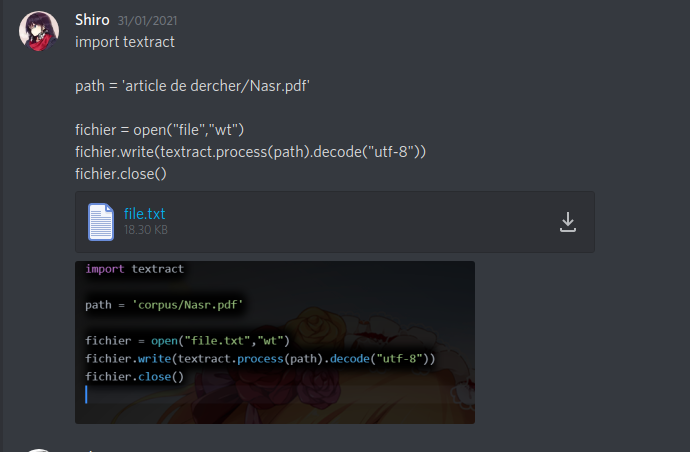 Shiro 31/01/2021
import textract
path = 'article de dercher/Nasr.pdf'
fichier = open("file","wt")
fichier.write(textract.process(path).decode("utf-8"))
fichier.close()
file.txt
18.30 KB
import textract
path = 'corpus/Nasr.pdf'
fichier = open("file.txt","wt")
fichier.write(textract.process(path).decode("utf-8"))
fichier.close()